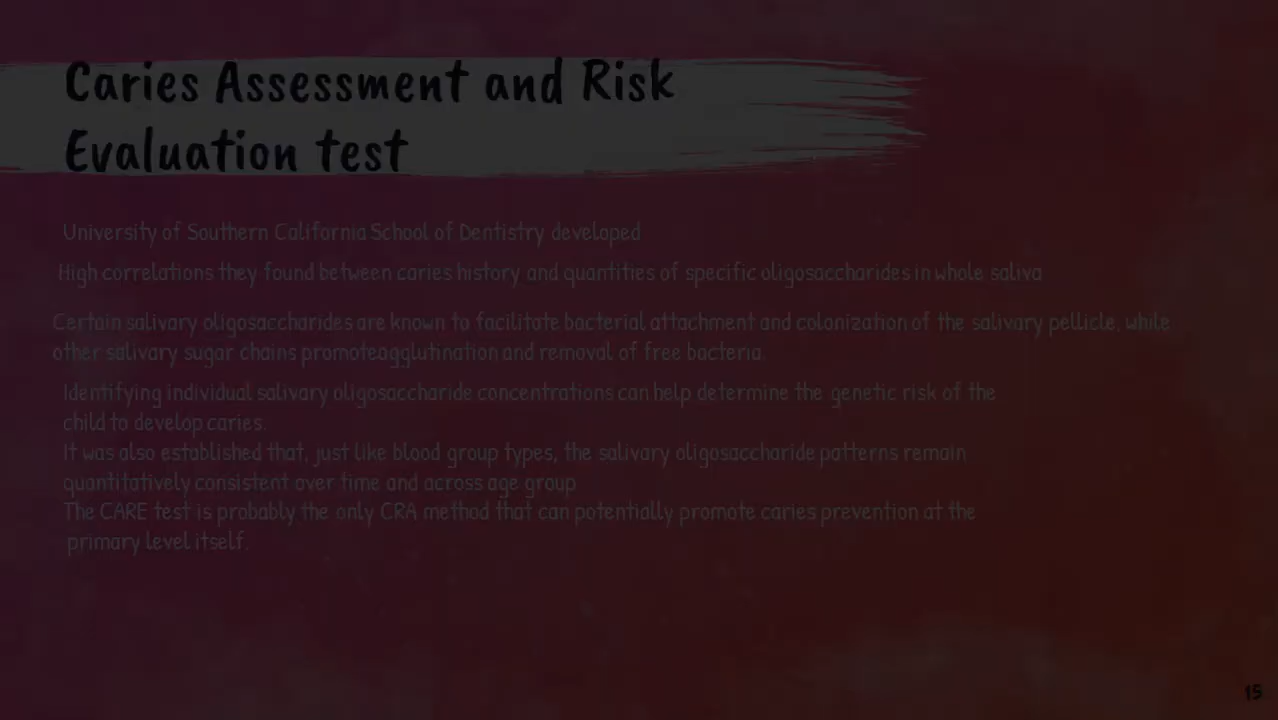 Caries Assessment and Risk
Evaluation test
University of Southern California School of Dentistry developed
High correlations they found between caries history and quantities of specific oligosaccharides in whole saliva
Certain salivary oligosaccharides are known to facilitate bacterial attachment and colonization of the salivary pellicle, while
other salivary sugar chains promoteagglutination and removal of free bacteria.
Identifying individual salivary oligosaccharide concentrations can help determine the genetic risk of the
child to develop caries.
It was also established that, just like blood group types, the salivary oligosaccharide patterns remain
quantitatively consistent over time and across age group
The CARE test is probably the only CRA method that can potentially promote caries prevention at the
primary level itself.
15